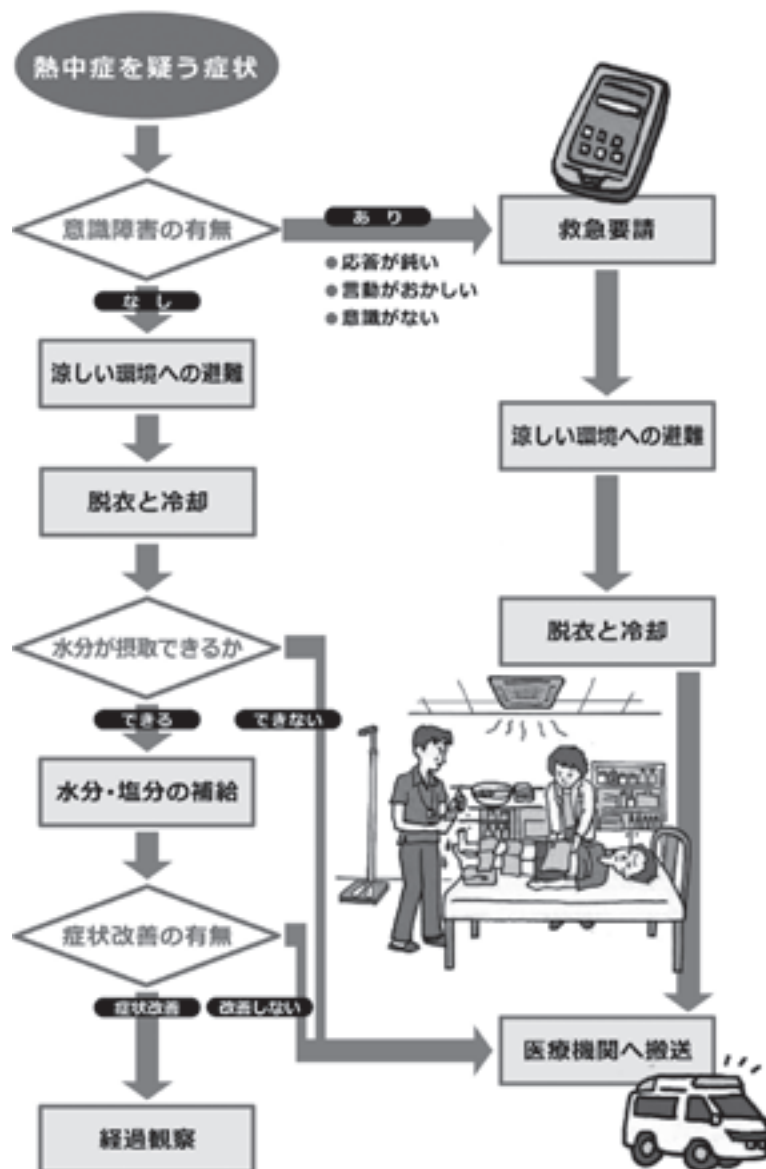 熱中症を疑う症状
意識障害の有無
あり
●応答が鈍い
●言動がおかしい
●意識がない
救急要請
なし
涼しい環境への避難
涼しい環境への避難
脱衣と冷却
脱衣と冷却
水分が摂取できるか
できる
できない
水分・塩分の補給
症状改善の有無
症状改善
改善しない
医療機関へ搬送
経過観察